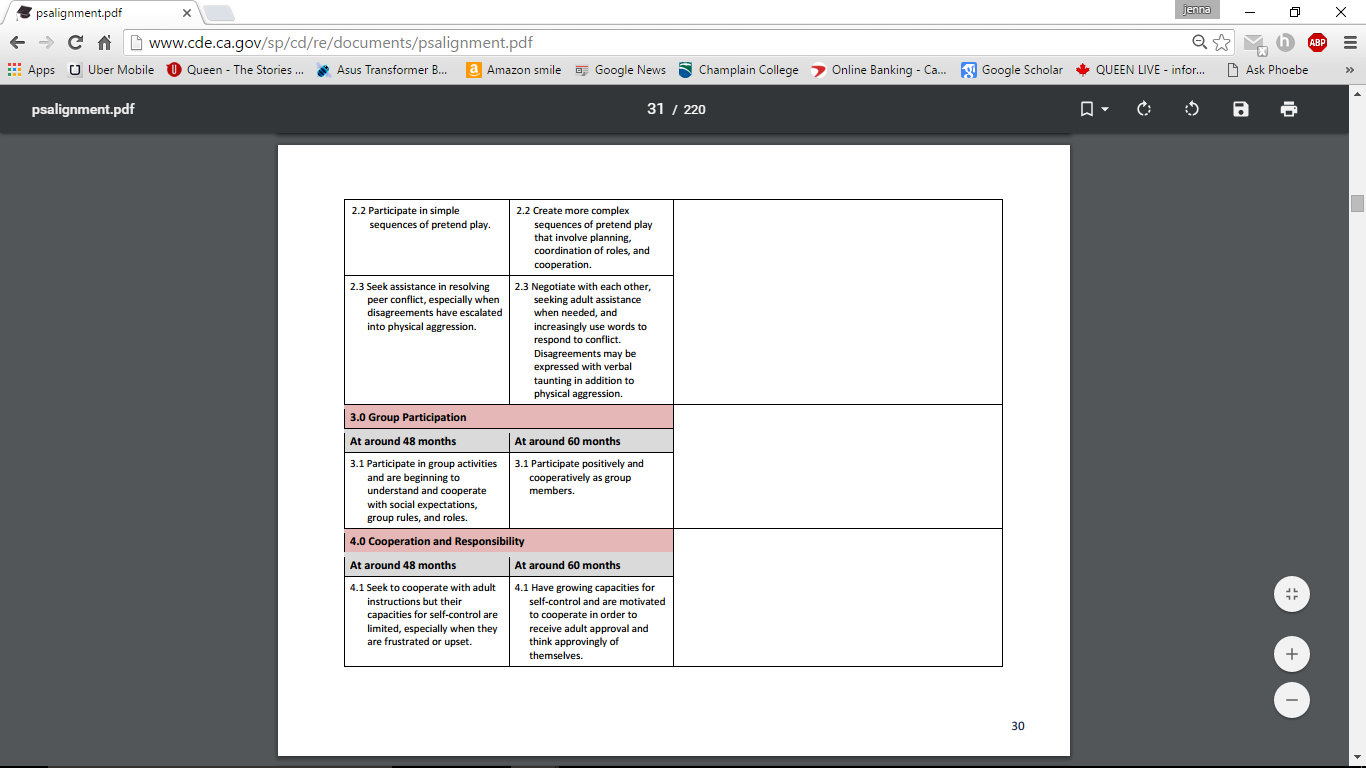 psalignment.pdf
jenna
www.cde.ca.gov/sp/cd/re/documents/psalignment.pdf
ABP
Apps Uber Mobile Queen - The Stories ... Asus Transformer B... Amazon smile Google News Champlain College Online Banking - Ca... Google Scholar QUEEN LIVE - infor... Ask Phoebe »
psalignment.pdf
31 / 220
2.2 Participate in simple
sequences of pretend play.
2.2 Create more complex
sequences of pretend play
that involve planning,
coordination of roles, and
cooperation.
2.3 Seek assistance in resolving
peer conflict, especially when
disagreements have escalated
into physical aggression.
2.3 Negotiate with each other,
seeking adult assistance
when needed, and
increasingly use words to
respond to conflict.
Disagreements may be
expressed with verbal
taunting in addition to
physical aggression.
3.0 Group Participation
At around 48 months
At around 60 months
3.1 Participate in group activities
and are beginning to
understand and cooperate
with social expectations,
group rules, and roles.
3.1 Participate positively and
cooperatively as group
members.
4.0 Cooperation and Responsibility
At around 48 months
At around 60 months
4.1 Seek to cooperate with adult
instructions but their
capacities for self-control are
limited, especially when they
are frustrated or upset.
4.1 Have growing capacities for
self-control and are motivated
to cooperate in order to
receive adult approval and
think approvingly of
themselves.
30